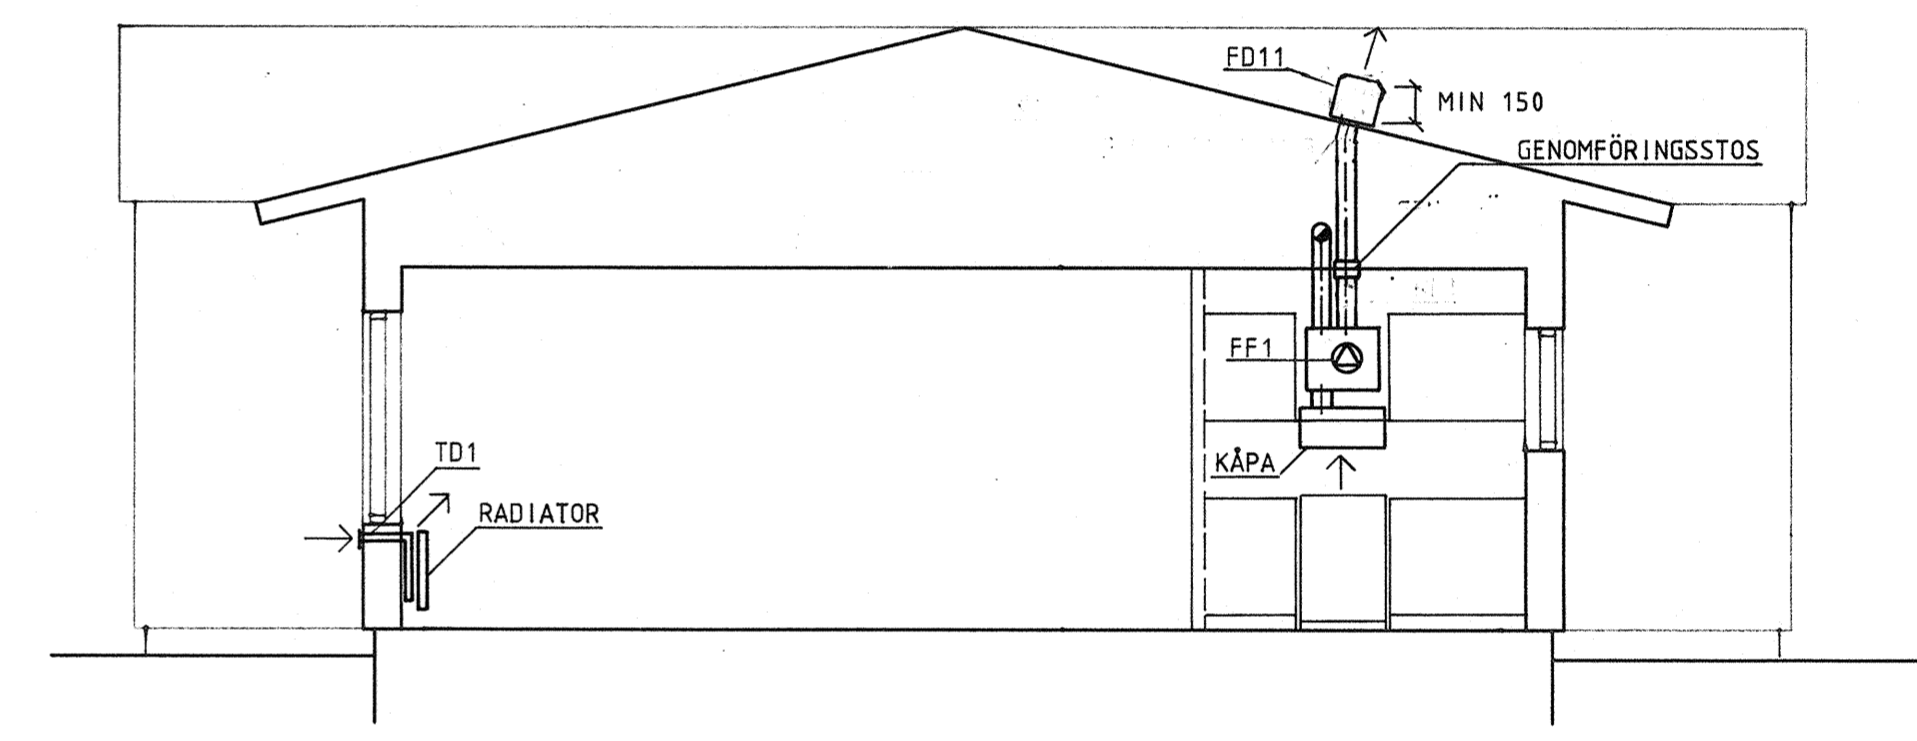 FD11
MIN 150
GENOMFÖRINGSSTOS
FF1
KÅPA
TD1
RADIATOR